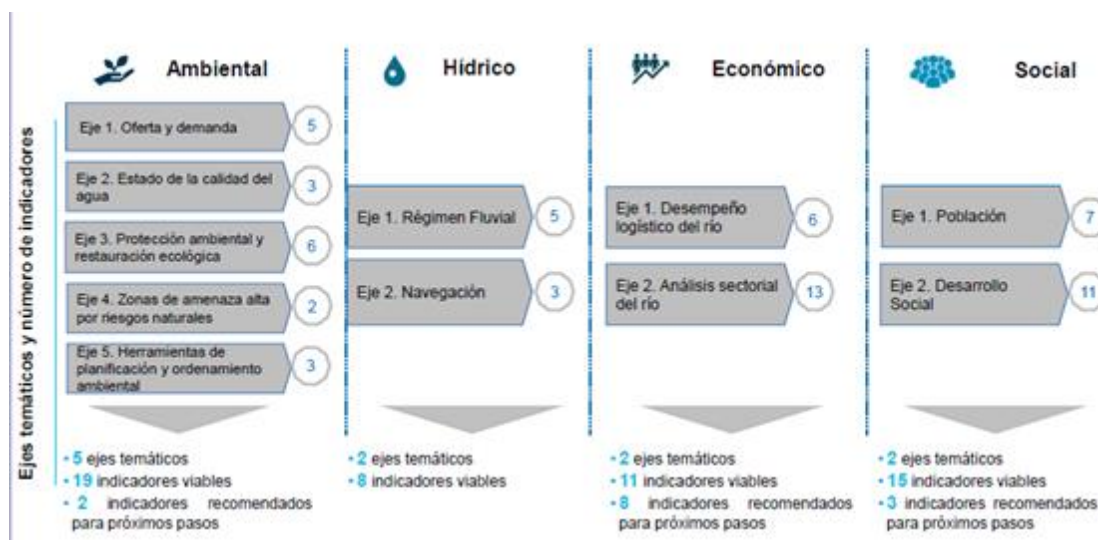 Ejes temáticos y número de indicadores
Ambiental
Eje 1. Oferta y demanda
5
Eje 2. Estado de la calidad del
agua
3
Eje 3. Protección ambiental y
restauración ecológica
6
Eje 4. Zonas de amenaza alta
por riesgos naturales
2
Eje 5. Herramientas de
planificación y ordenamiento
ambiental
3
• 5 ejes temáticos
• 19 indicadores viables
• 2 indicadores recomendados
para próximos pasos
Hídrico
Eje 1. Régimen Fluvial
5
Eje 2. Navegación
3
• 2 ejes temáticos
• 8 indicadores viables
Económico
Eje 1. Desempeño
logístico del río
6
Eje 2. Análisis sectorial
del río
13
• 2 ejes temáticos
• 11 indicadores viables
• 8 indicadores recomendados
para próximos pasos
Social
Eje 1. Población
7
Eje 2. Desarrollo
Social
11
• 2 ejes temáticos
• 15 indicadores viables
• 3 indicadores recomendados
para próximos pasos